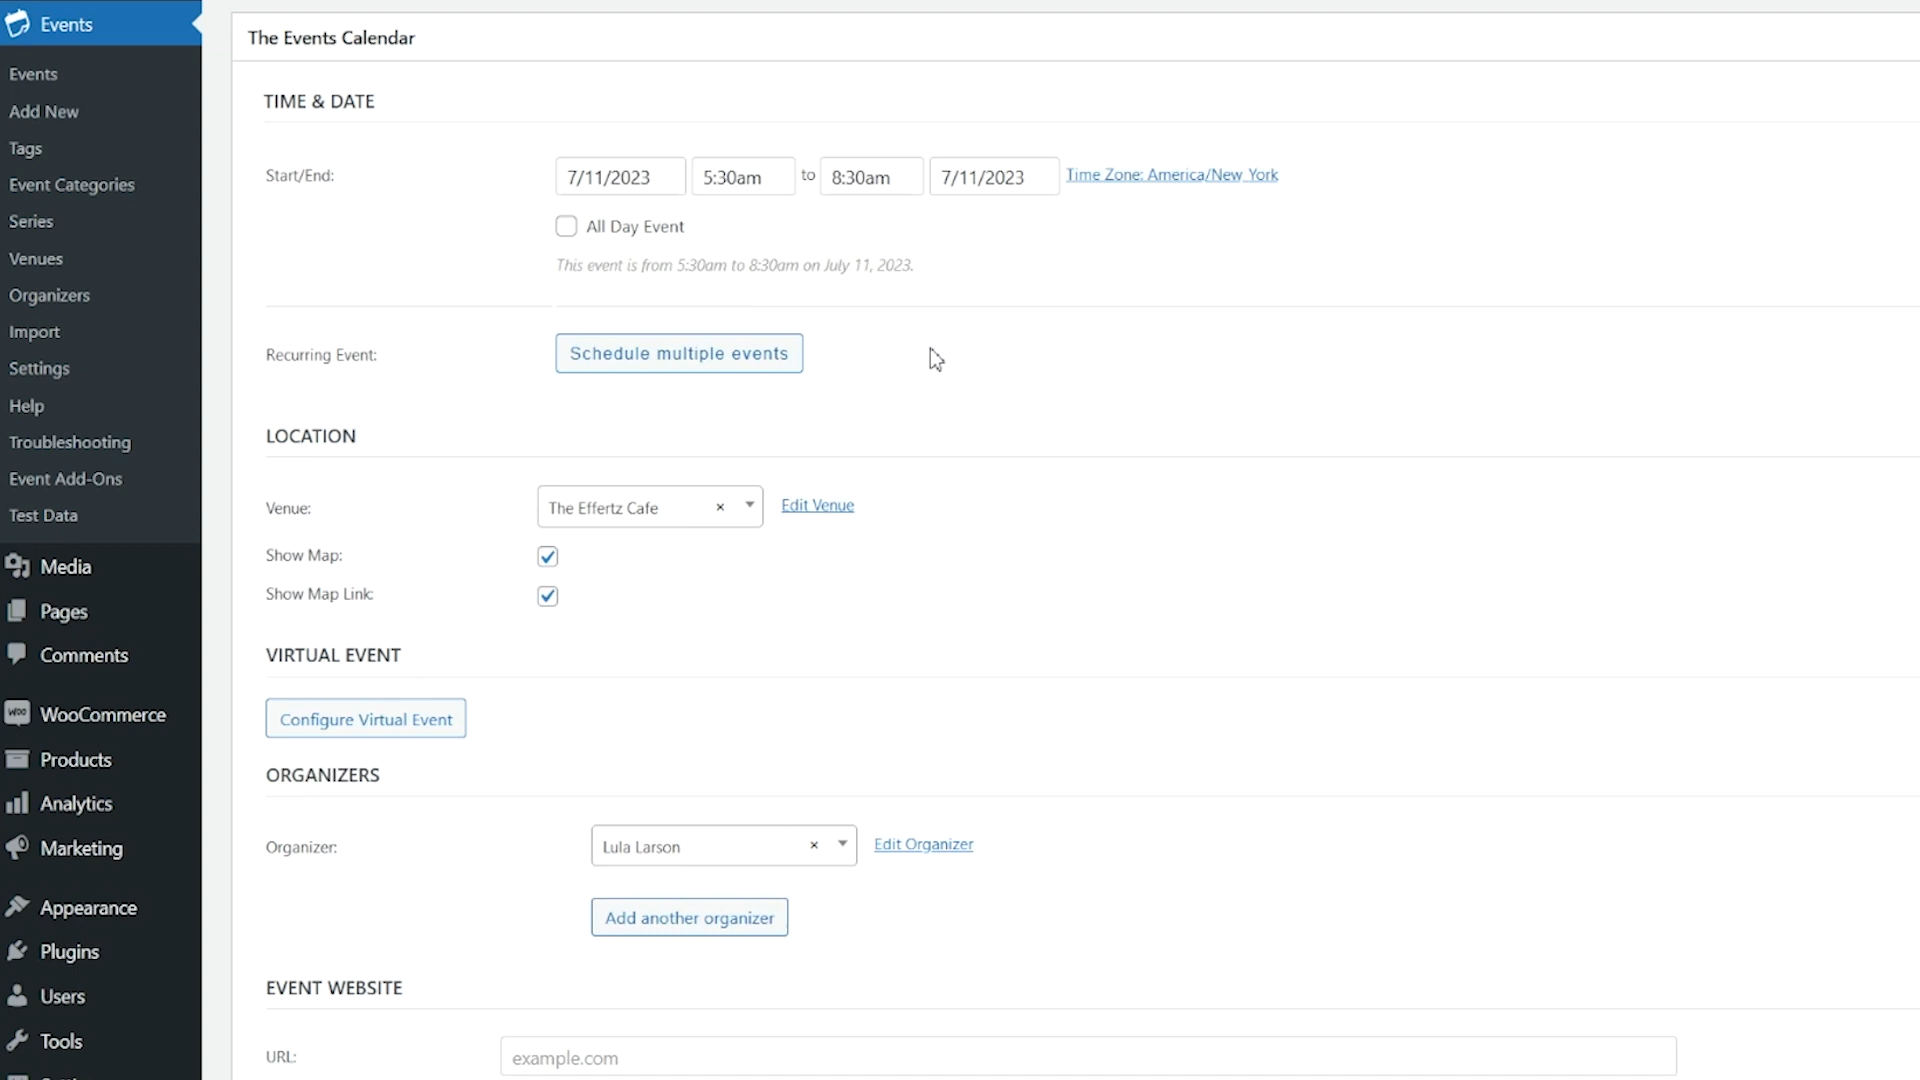 Events
Events
Add New
Tags
Event Categories
Series
Venues
Organizers
Import
Settings
Help
Troubleshooting
Event Add-Ons
Test Data
Media
Pages
Comments
WooCommerce
Products
Analytics
Marketing
Appearance
Plugins
Users
Tools
The Events Calendar
TIME & DATE
Start/End: 7/11/2023 5:30am to 8:30am 7/11/2023 Time Zone: America/New York
All Day Event
This event is from 5:30am to 8:30am on July 11, 2023.
Recurring Event: Schedule multiple events
LOCATION
Venue: The Effertz Cafe × Edit Venue
Show Map:
Show Map Link:
VIRTUAL EVENT
Configure Virtual Event
ORGANIZERS
Organizer: Lula Larson × Edit Organizer
Add another organizer
EVENT WEBSITE
URL: example.com